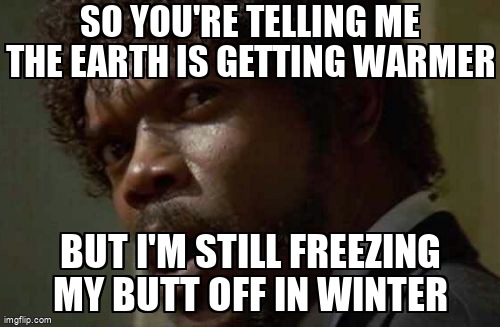 SO YOU'RE TELLING ME
THE EARTH IS GETTING WARMER
BUT I'M STILL FREEZING
MY BUTT OFF IN WINTER
imgflip.com